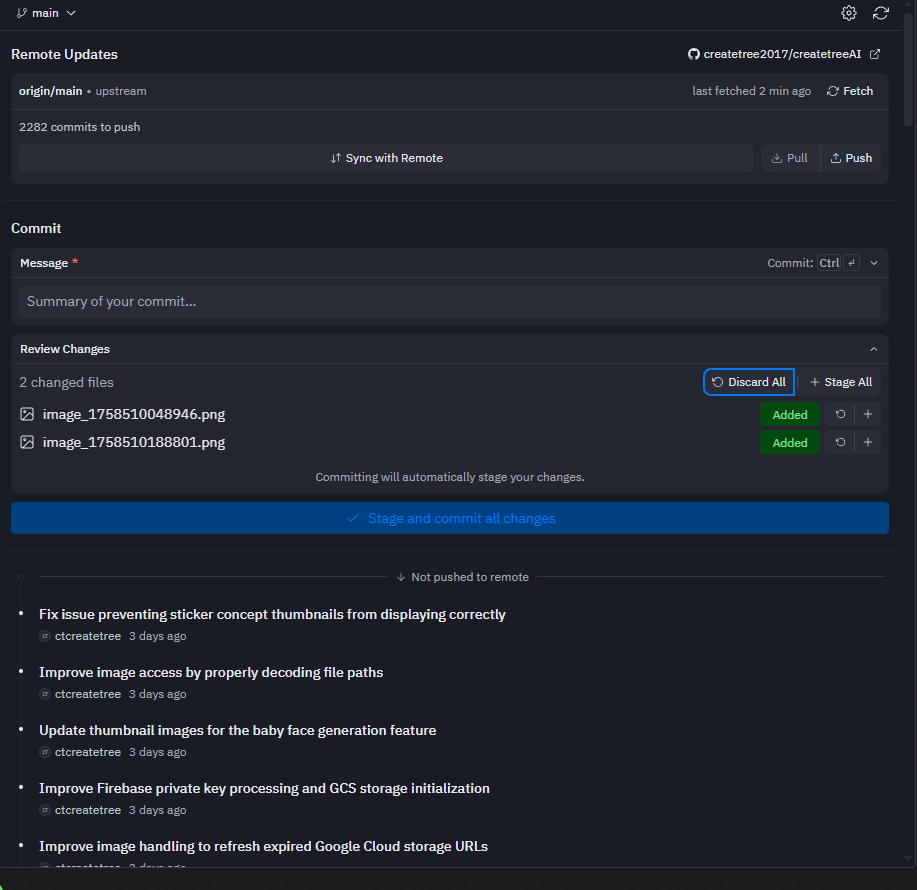 main
Remote Updates
createtree2017/createtreeAI
origin/main • upstream
last fetched 2 min ago
Fetch
2282 commits to push
Sync with Remote
Pull
Push
Commit
Message *
Commit: Ctrl
Summary of your commit...
Review Changes
2 changed files
Discard All
Stage All
image_1758510048946.png
Added
image_1758510188801.png
Added
Committing will automatically stage your changes.
Stage and commit all changes
Not pushed to remote
Fix issue preventing sticker concept thumbnails from displaying correctly
ctcreatetree 3 days ago
Improve image access by properly decoding file paths
ctcreatetree 3 days ago
Update thumbnail images for the baby face generation feature
ctcreatetree 3 days ago
Improve Firebase private key processing and GCS storage initialization
ctcreatetree 3 days ago
Improve image handling to refresh expired Google Cloud storage URLs
ctcreatetree 3 days ago